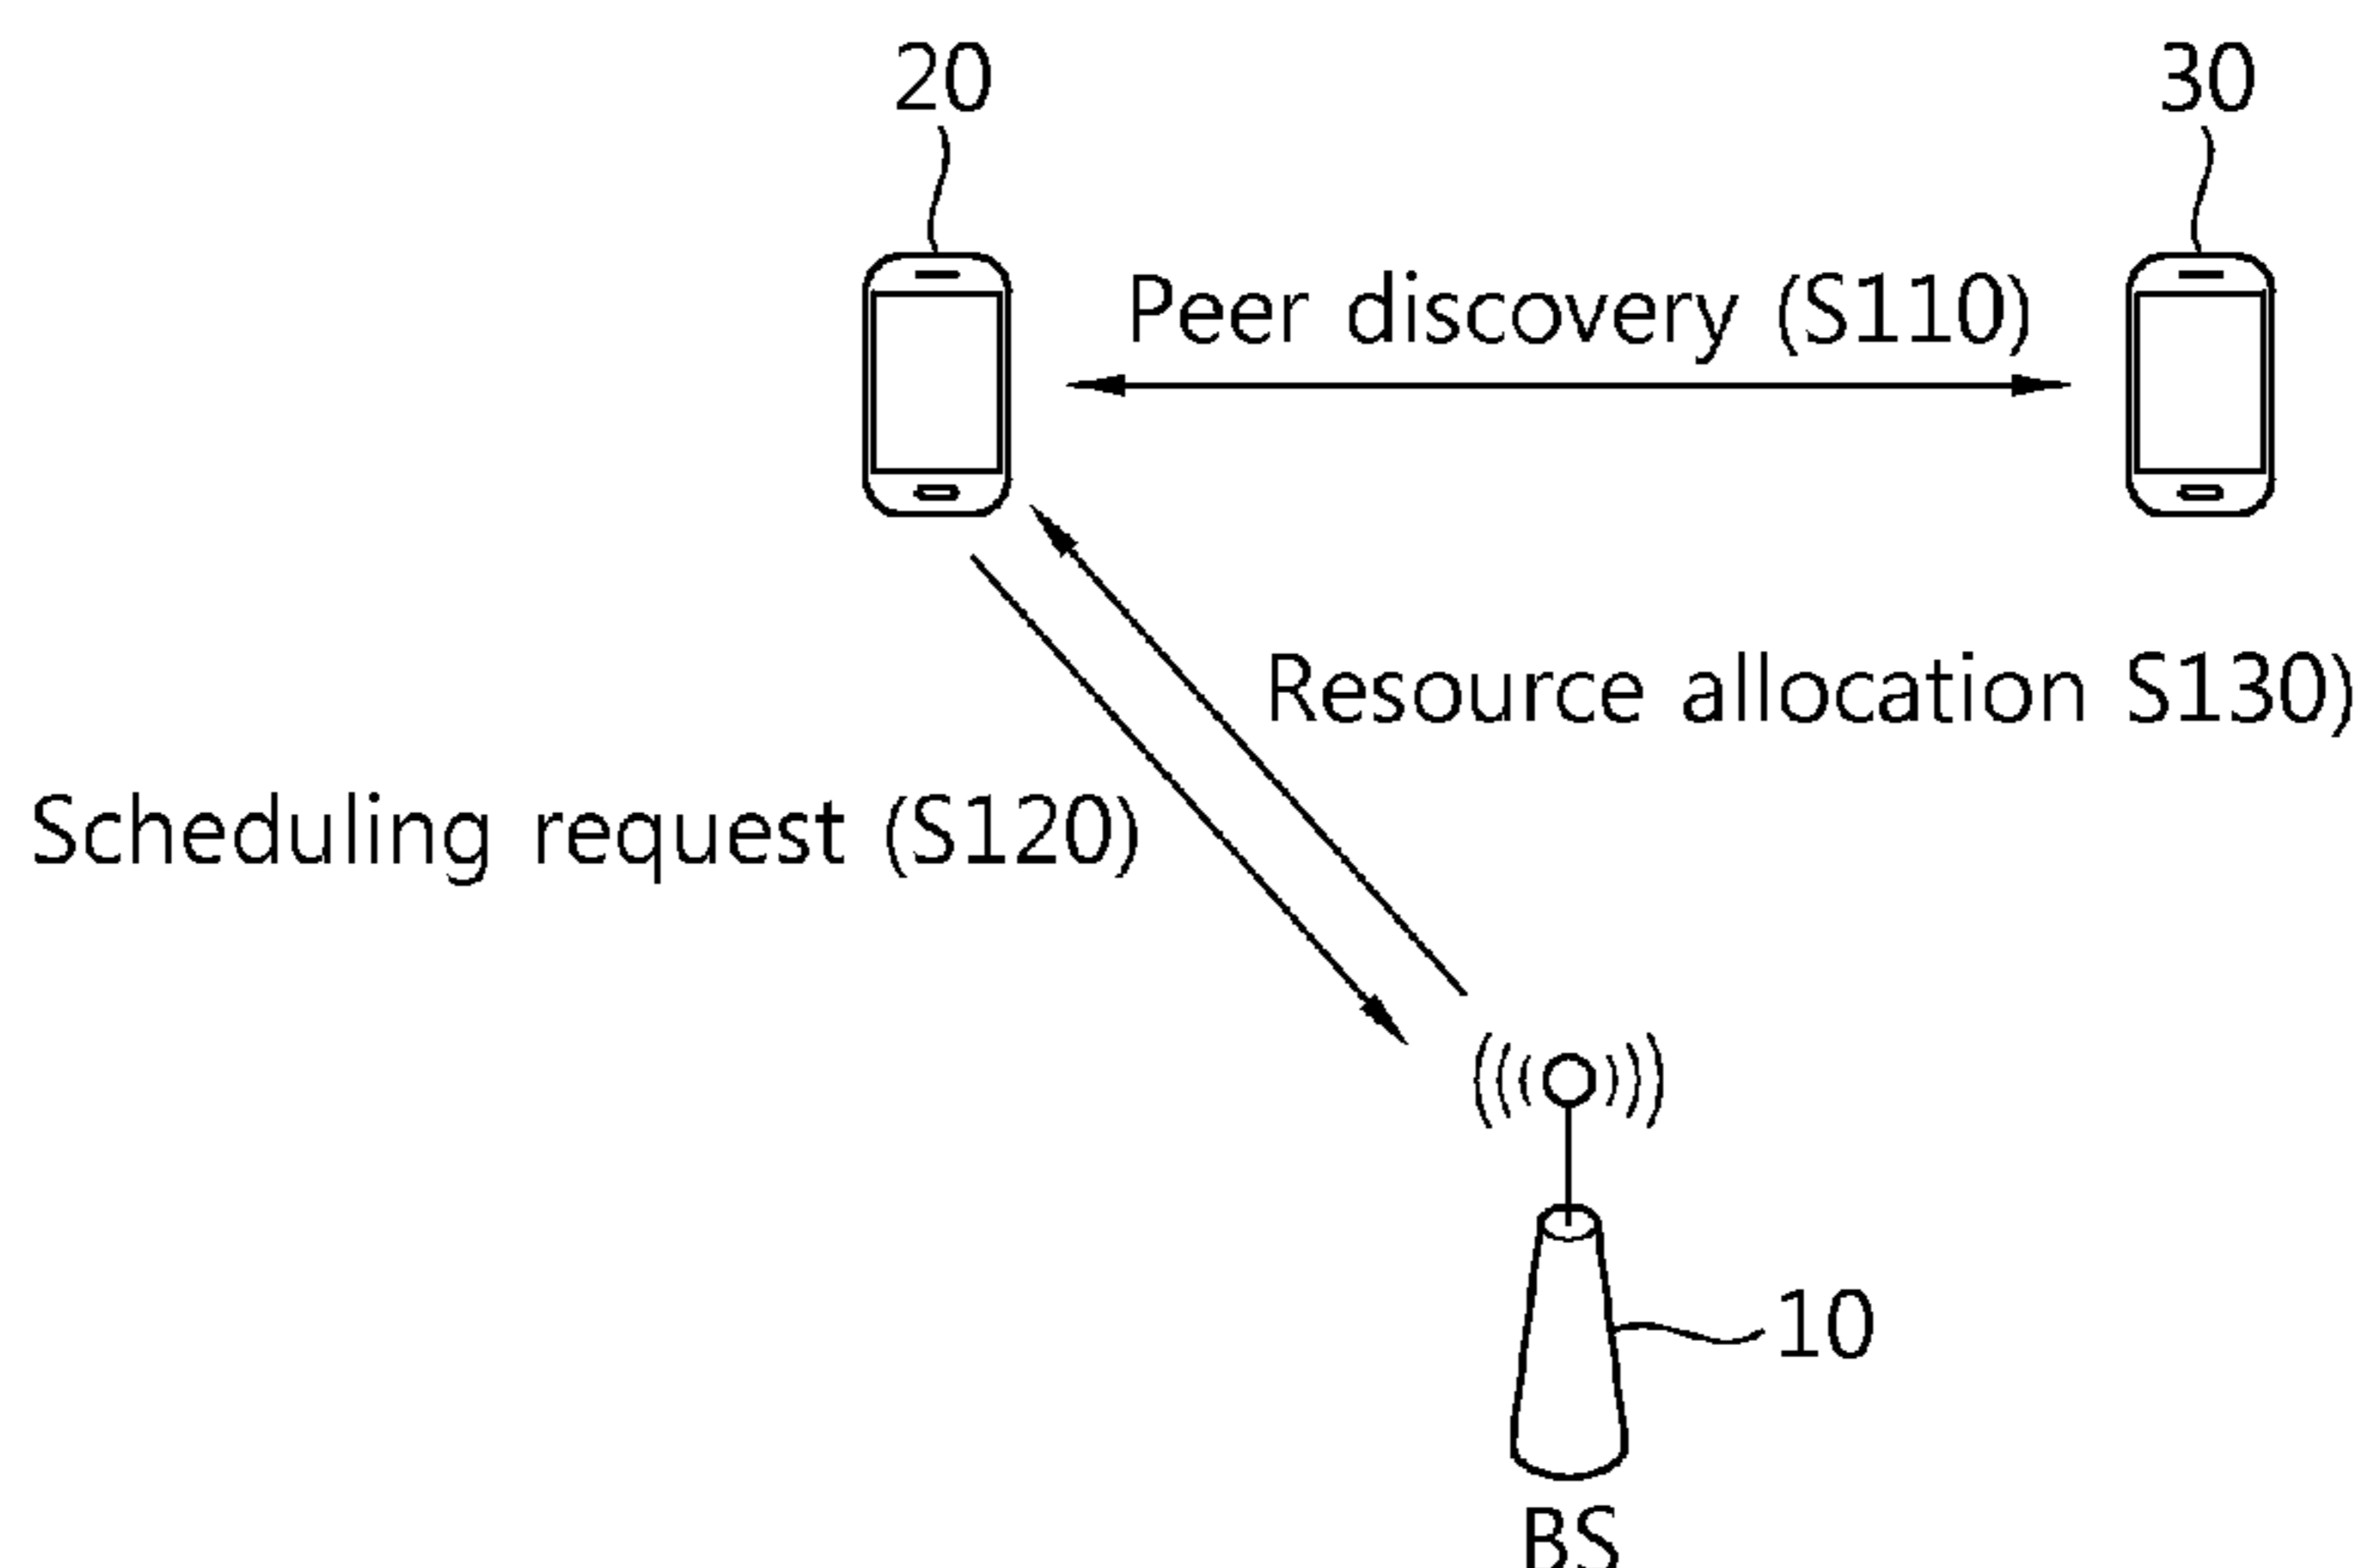 20
30
Peer discovery (S110)
Resource allocation S130)
Scheduling request (S120)
10
BS